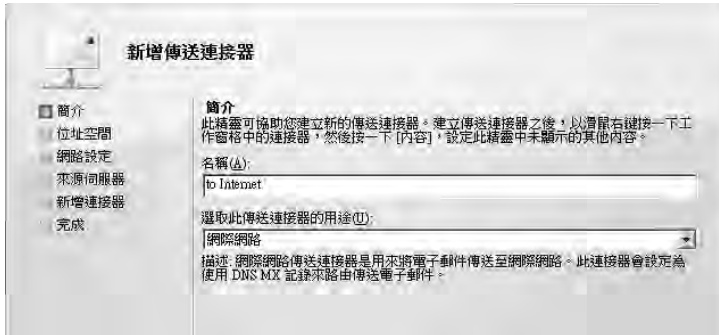 新增傳送連接器
簡介
位址空間
網路設定
來源伺服器
新增連接器
完成
簡介
此精靈可協助您建立新的傳送連接器。建立傳送連接器之後，以滑鼠右鍵按一下工
作窗格中的連接器，然後按一下 [內容]，設定此精靈中未顯示的其他內容。
名稱(A):
to Internet
選取此傳送連接器的用途(U):
網際網路
描述: 網際網路傳送連接器是用來將電子郵件傳送至網際網路。此連接器會設定為
使用 DNS MX 記錄來路由傳送電子郵件。